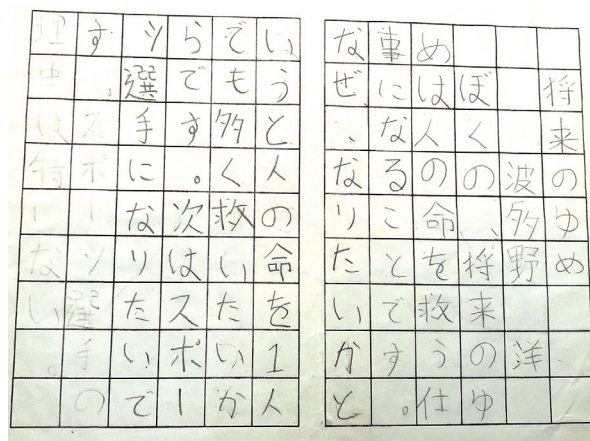 将来のゆめ
波多野 洋
ぼくの、将来のゆ
めは人の命を救う仕
事になることです。
なぜ、なりたいかと
いうと人の命を1人
でも多く救いたいか
らです。次はスポー
ツ選手になりたいで
す。スポーツ選手の
理由は特にない。